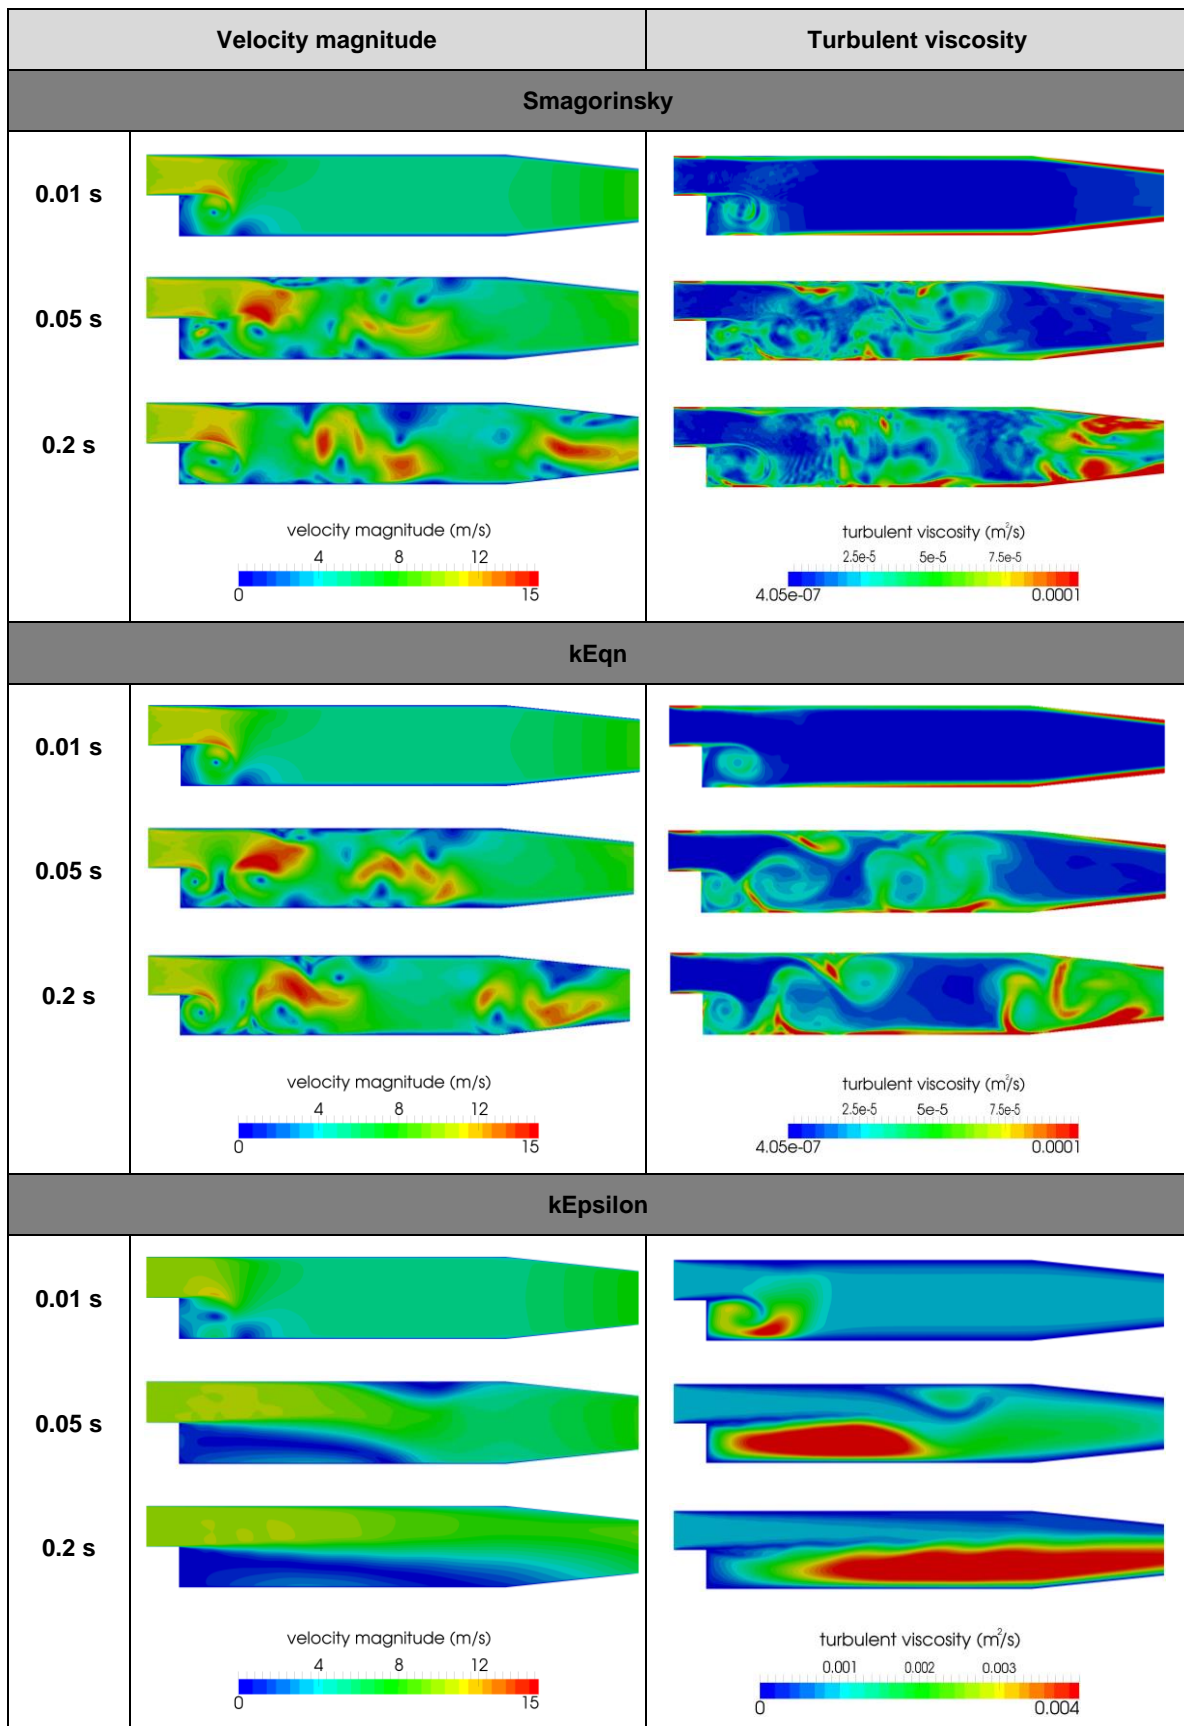 Velocity magnitude Turbulent viscosity
Smagorinsky
0.01 s
0.05 s
0.2 s
velocity magnitude (m/s)
4 8 12
0 15
turbulent viscosity (m²/s)
2.5e-5 5e-5 7.5e-5
4.05e-07 0.0001
kEqn
0.01 s
0.05 s
0.2 s
velocity magnitude (m/s)
4 8 12
0 15
turbulent viscosity (m²/s)
2.5e-5 5e-5 7.5e-5
4.05e-07 0.0001
kEpsilon
0.01 s
0.05 s
0.2 s
velocity magnitude (m/s)
4 8 12
0 15
turbulent viscosity (m²/s)
0.001 0.002 0.003
0 0.004